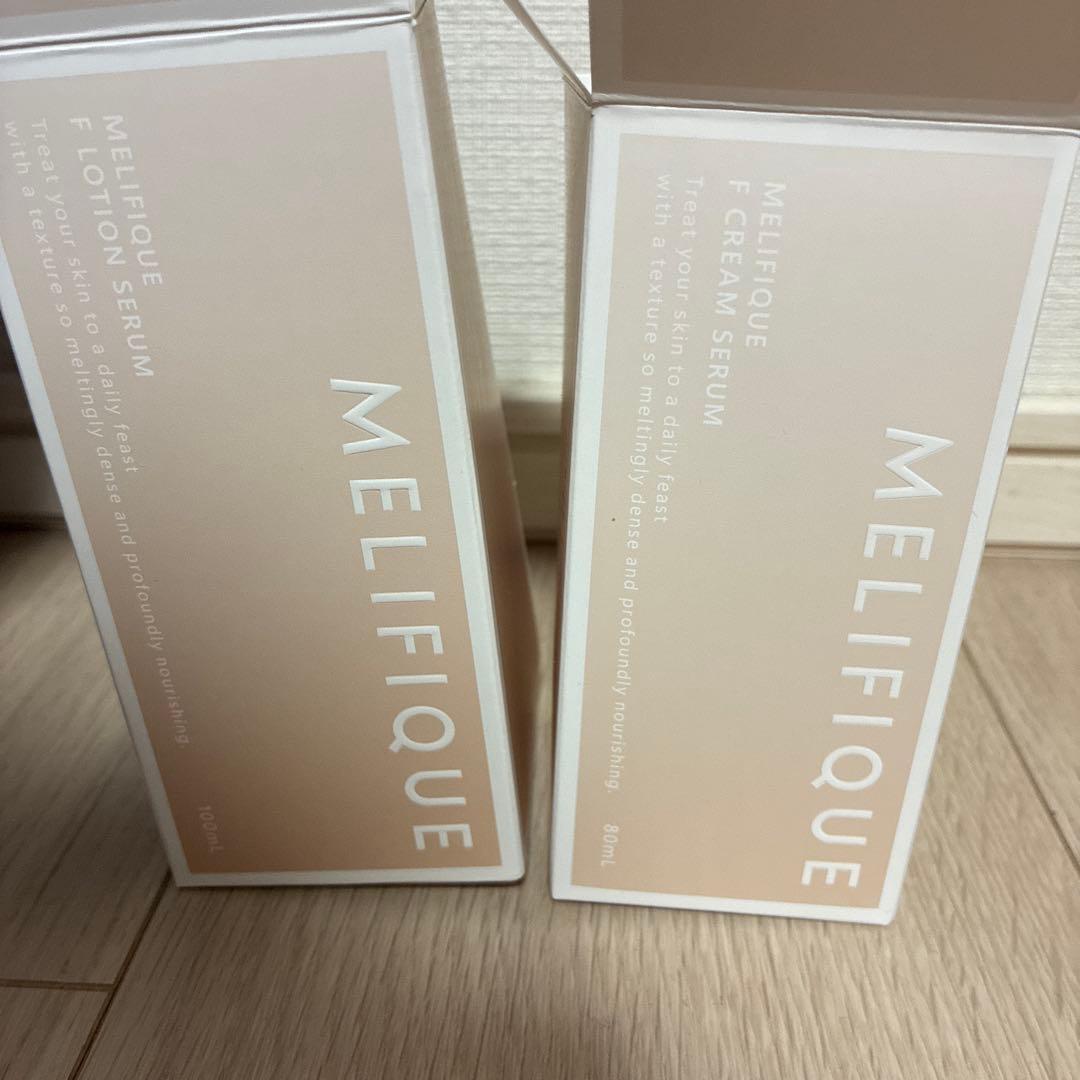 MELIFIQUE
F LOTION SERUM
Treat your skin to a daily feast
with a texture so meltingly dense and profoundly nourishing.
100mL
MELIFIQUE
MELIFIQUE
F CREAM SERUM
Treat your skin to a daily feast
with a texture so meltingly dense and profoundly nourishing.
80mL
MELIFIQUE